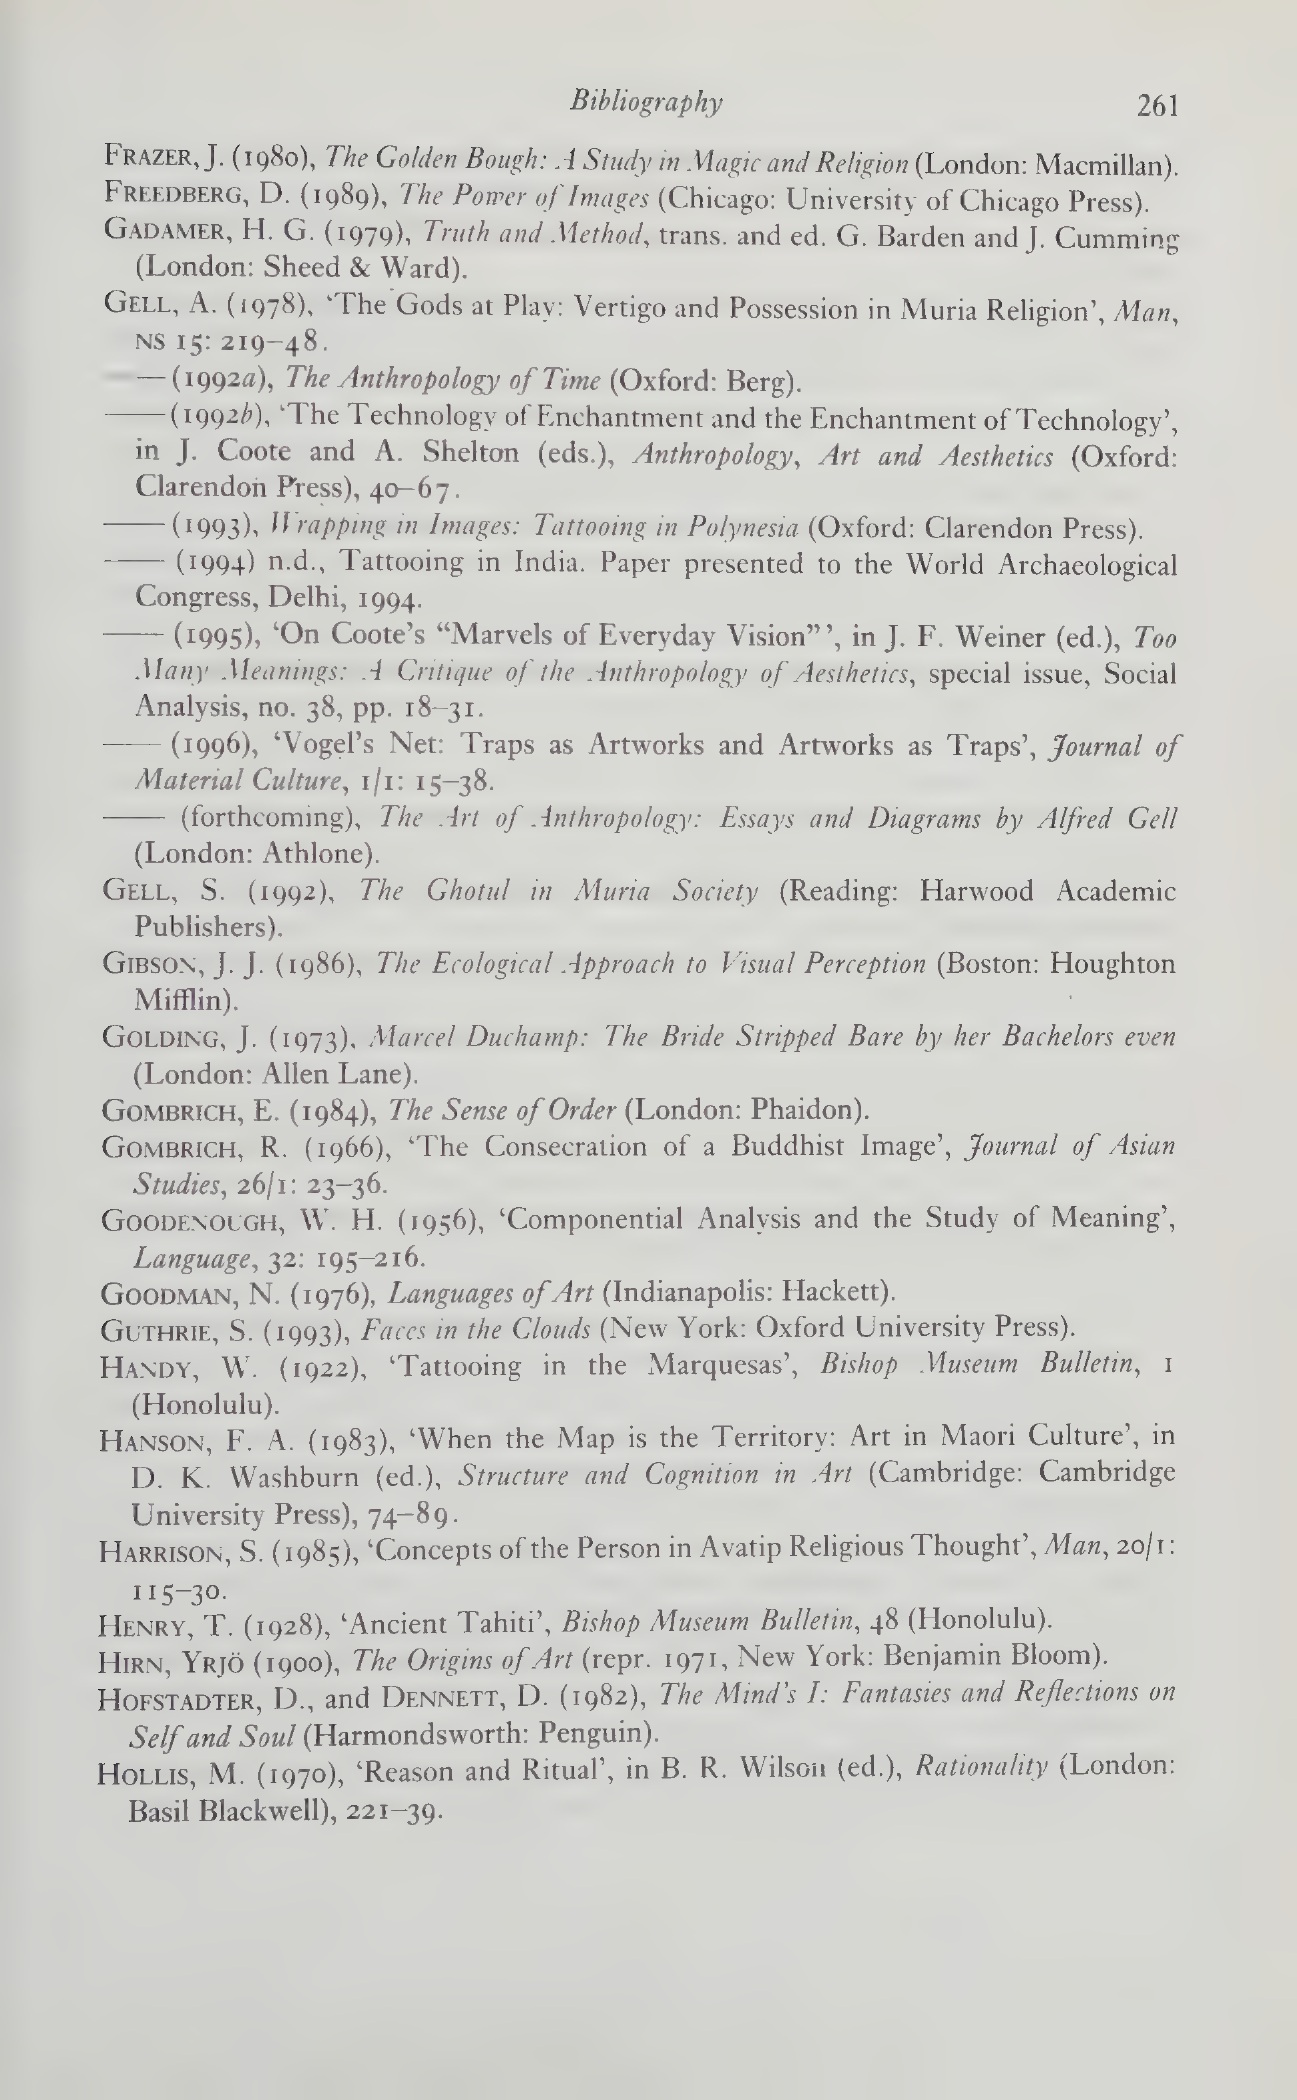 Bibliography 261
FRAZER, J. (1980), The Golden Bough: A Study in Magic and Religion (London: Macmillan).
FREEDBERG, D. (1989), The Power of Images (Chicago: University of Chicago Press).
GADAMER, H. G. (1979), Truth and Method, trans. and ed. G. Barden and J. Cumming
(London: Sheed & Ward).
GELL, A. (1978), ‘The Gods at Play: Vertigo and Possession in Muria Religion’, Man,
NS 15: 219–48.
— (1992a), The Anthropology of Time (Oxford: Berg).
—— (1992b), ‘The Technology of Enchantment and the Enchantment of Technology’,
in J. Coote and A. Shelton (eds.), Anthropology, Art and Aesthetics (Oxford:
Clarendon Press), 40–67.
—— (1993), Wrapping in Images: Tattooing in Polynesia (Oxford: Clarendon Press).
—— (1994) n.d., Tattooing in India. Paper presented to the World Archaeological
Congress, Delhi, 1994.
—— (1995), ‘On Coote’s “Marvels of Everyday Vision” ’, in J. F. Weiner (ed.), Too
Many Meanings: A Critique of the Anthropology of Aesthetics, special issue, Social
Analysis, no. 38, pp. 18–31.
—— (1996), ‘Vogel’s Net: Traps as Artworks and Artworks as Traps’, Journal of
Material Culture, 1/1: 15–38.
—— (forthcoming), The Art of Anthropology: Essays and Diagrams by Alfred Gell
(London: Athlone).
GELL, S. (1992), The Ghotul in Muria Society (Reading: Harwood Academic
Publishers).
GIBSON, J. J. (1986), The Ecological Approach to Visual Perception (Boston: Houghton
Mifflin).
GOLDING, J. (1973), Marcel Duchamp: The Bride Stripped Bare by her Bachelors even
(London: Allen Lane).
GOMBRICH, E. (1984), The Sense of Order (London: Phaidon).
GOMBRICH, R. (1966), ‘The Consecration of a Buddhist Image’, Journal of Asian
Studies, 26/1: 23–36.
GOODENOUGH, W. H. (1956), ‘Componential Analysis and the Study of Meaning’,
Language, 32: 195–216.
GOODMAN, N. (1976), Languages of Art (Indianapolis: Hackett).
GUTHRIE, S. (1993), Faces in the Clouds (New York: Oxford University Press).
HANDY, W. (1922), ‘Tattooing in the Marquesas’, Bishop Museum Bulletin, 1
(Honolulu).
HANSON, F. A. (1983), ‘When the Map is the Territory: Art in Maori Culture’, in
D. K. Washburn (ed.), Structure and Cognition in Art (Cambridge: Cambridge
University Press), 74–89.
HARRISON, S. (1985), ‘Concepts of the Person in Avatip Religious Thought’, Man, 20/1:
115–30.
HENRY, T. (1928), ‘Ancient Tahiti’, Bishop Museum Bulletin, 48 (Honolulu).
HIRN, YRJÖ (1900), The Origins of Art (repr. 1971, New York: Benjamin Bloom).
HOFSTADTER, D., and DENNETT, D. (1982), The Mind’s I: Fantasies and Reflections on
Self and Soul (Harmondsworth: Penguin).
HOLLIS, M. (1970), ‘Reason and Ritual’, in B. R. Wilson (ed.), Rationality (London:
Basil Blackwell), 221–39.